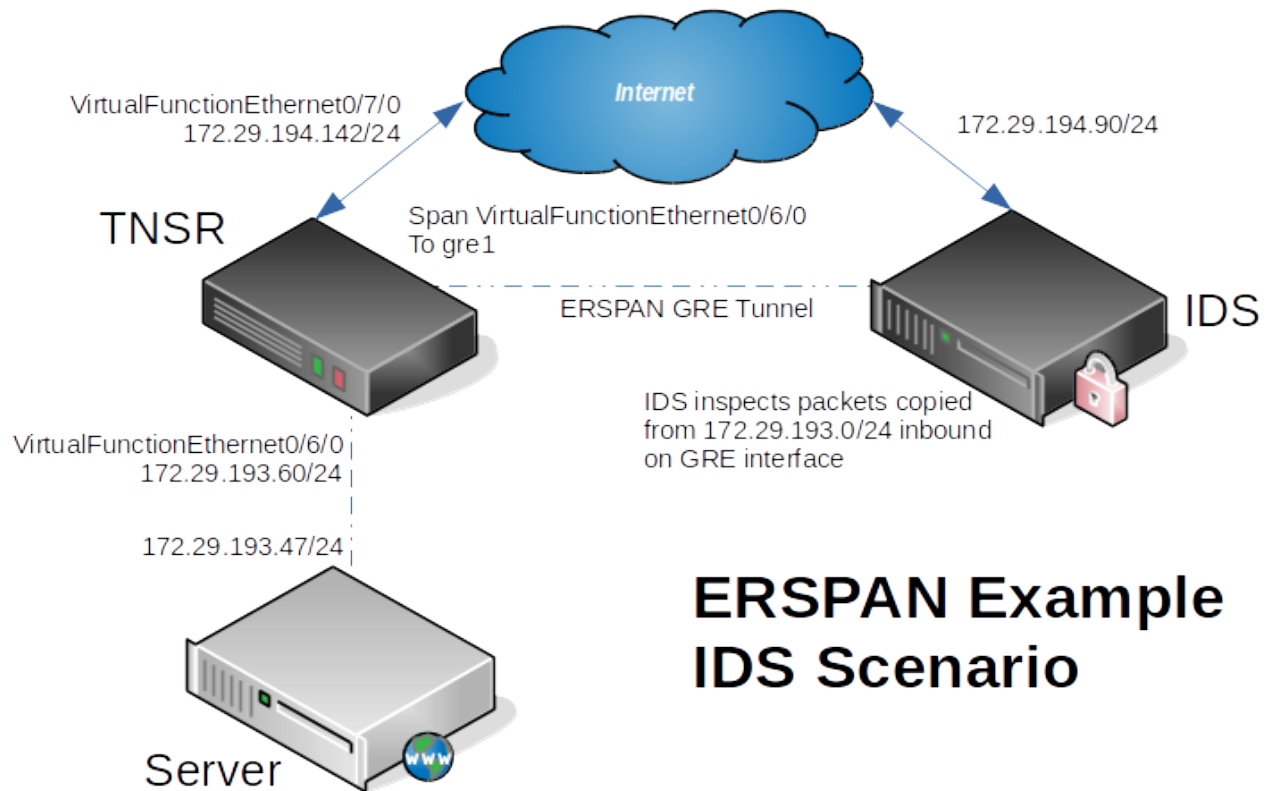 Internet
VirtualFunctionEthernet0/7/0
172.29.194.142/24
172.29.194.90/24
TNSR
Span VirtualFunctionEthernet0/6/0
To gre1
ERSPAN GRE Tunnel
IDS
IDS inspects packets copied
from 172.29.193.0/24 inbound
on GRE interface
VirtualFunctionEthernet0/6/0
172.29.193.60/24
172.29.193.47/24
ERSPAN Example
IDS Scenario
www
Server